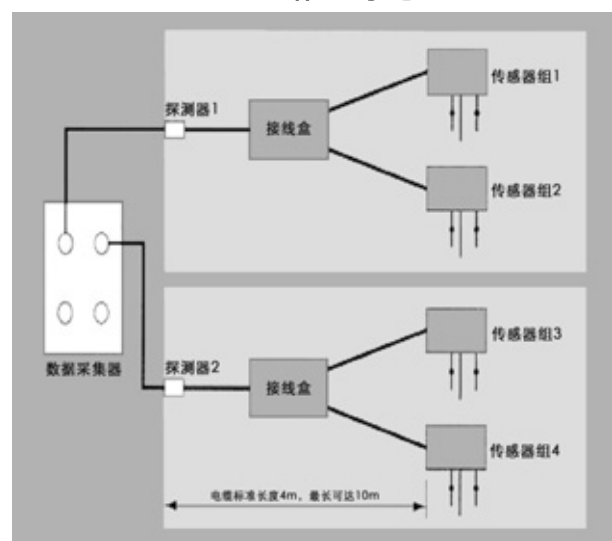 传感器组1
探测器1
接线盒
传感器组2
数据采集器
传感器组3
探测器2
接线盒
传感器组4
电缆标准长度4m，最长可达10m